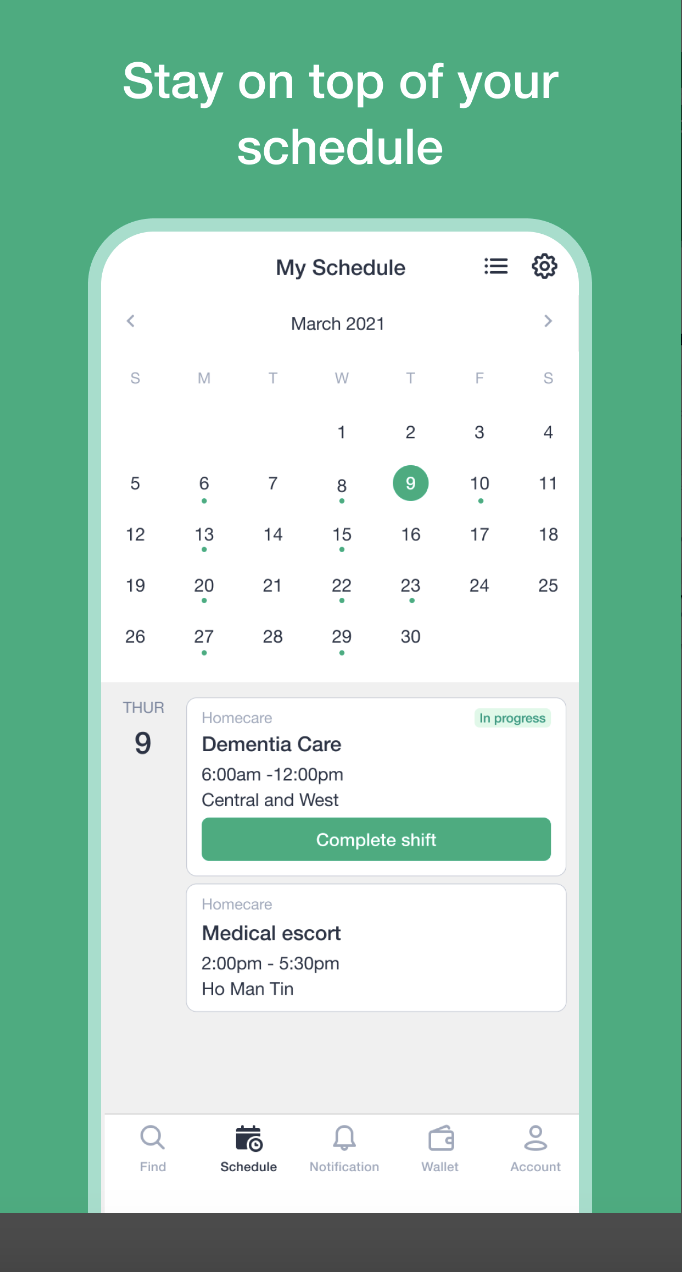 Stay on top of your
schedule
My Schedule
March 2021
S M T W T F S
1 2 3 4
5 6 7 8 9 10 11
12 13 14 15 16 17 18
19 20 21 22 23 24 25
26 27 28 29 30
THUR
9
Homecare
In progress
Dementia Care
6:00am -12:00pm
Central and West
Complete shift
Homecare
Medical escort
2:00pm - 5:30pm
Ho Man Tin
Find Schedule Notification Wallet Account